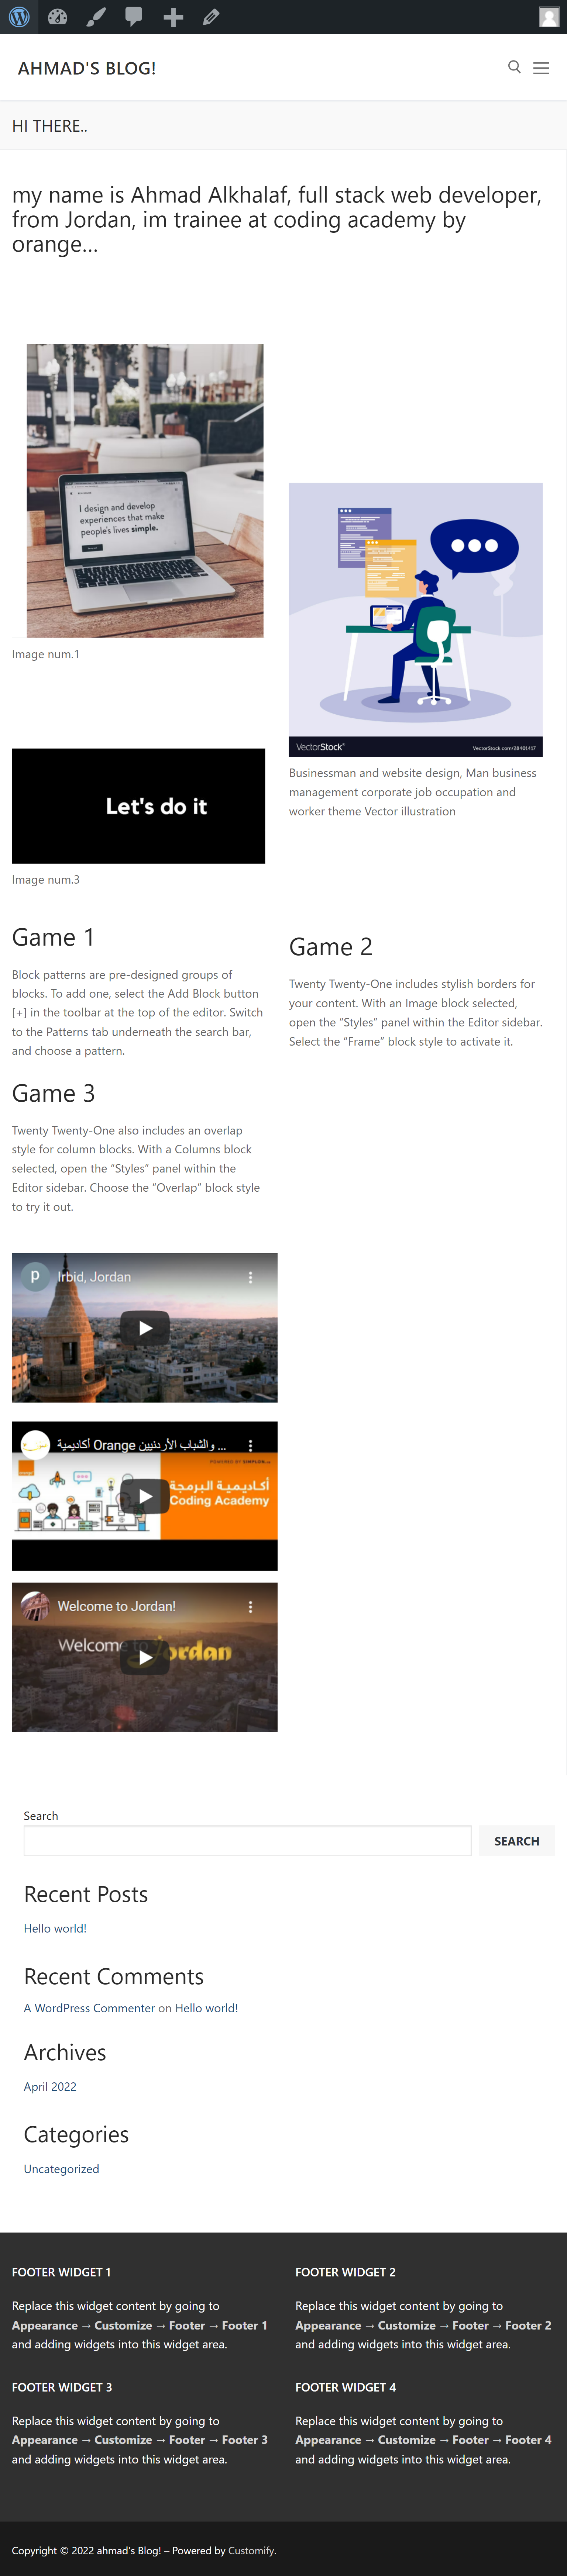 AHMAD'S BLOG!
HI THERE..
my name is Ahmad Alkhalaf, full stack web developer,
from Jordan, im trainee at coding academy by
orange…
I design and develop
experiences that make
people's lives simple.
Image num.1
VectorStock®
VectorStock.com/28401417
Businessman and website design, Man business
management corporate job occupation and
worker theme Vector illustration
Let's do it
Image num.3
Game 1
Block patterns are pre-designed groups of
blocks. To add one, select the Add Block button
[+] in the toolbar at the top of the editor. Switch
to the Patterns tab underneath the search bar,
and choose a pattern.
Game 2
Twenty Twenty-One includes stylish borders for
your content. With an Image block selected,
open the “Styles” panel within the Editor sidebar.
Select the “Frame” block style to activate it.
Game 3
Twenty Twenty-One also includes an overlap
style for column blocks. With a Columns block
selected, open the “Styles” panel within the
Editor sidebar. Choose the “Overlap” block style
to try it out.
p
Irbid, Jordan
أكاديمية Orange والشباب الأردنيين ...
POWERED BY SIMPLON.CO
أكاديمية البرمجة
Coding Academy
Welcome to Jordan!
Welcome to Jordan
Search
SEARCH
Recent Posts
Hello world!
Recent Comments
A WordPress Commenter on Hello world!
Archives
April 2022
Categories
Uncategorized
FOOTER WIDGET 1
Replace this widget content by going to
Appearance → Customize → Footer → Footer 1
and adding widgets into this widget area.
FOOTER WIDGET 2
Replace this widget content by going to
Appearance → Customize → Footer → Footer 2
and adding widgets into this widget area.
FOOTER WIDGET 3
Replace this widget content by going to
Appearance → Customize → Footer → Footer 3
and adding widgets into this widget area.
FOOTER WIDGET 4
Replace this widget content by going to
Appearance → Customize → Footer → Footer 4
and adding widgets into this widget area.
Copyright © 2022 ahmad's Blog! – Powered by Customify.